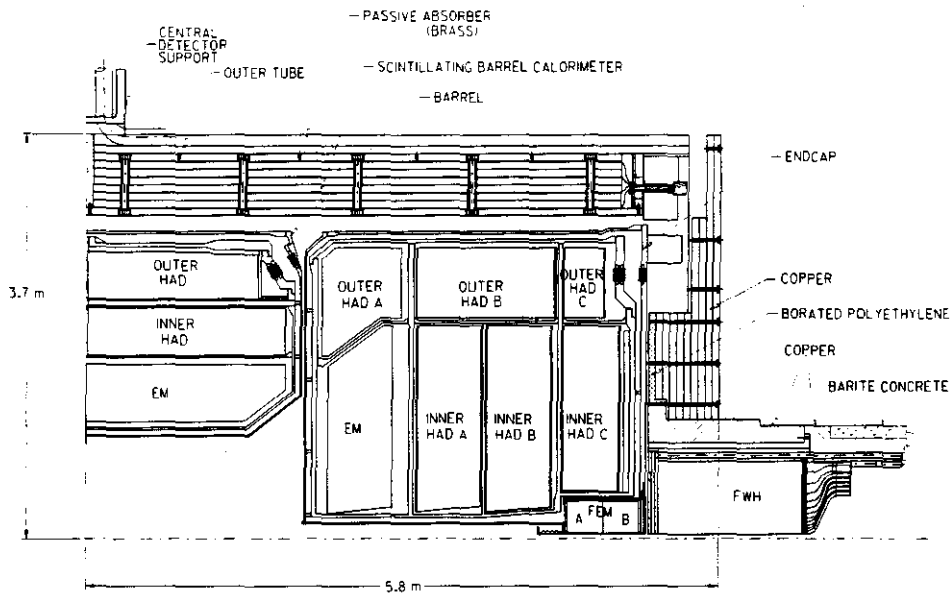 PASSIVE ABSORBER
(BRASS)
CENTRAL
DETECTOR
SUPPORT
OUTER TUBE
SCINTILLATING BARREL CALORIMETER
BARREL
ENDCAP
3.7 m
OUTER
HAD
INNER
HAD
EM
OUTER
HAD A
OUTER
HAD B
OUTER
HAD
C
EM
INNER
HAD A
INNER
HAD B
INNER
HAD C
COPPER
BORATED POLYETHYLENE
COPPER
BARITE CONCRETE
FEM
A B
FWH
5.8 m